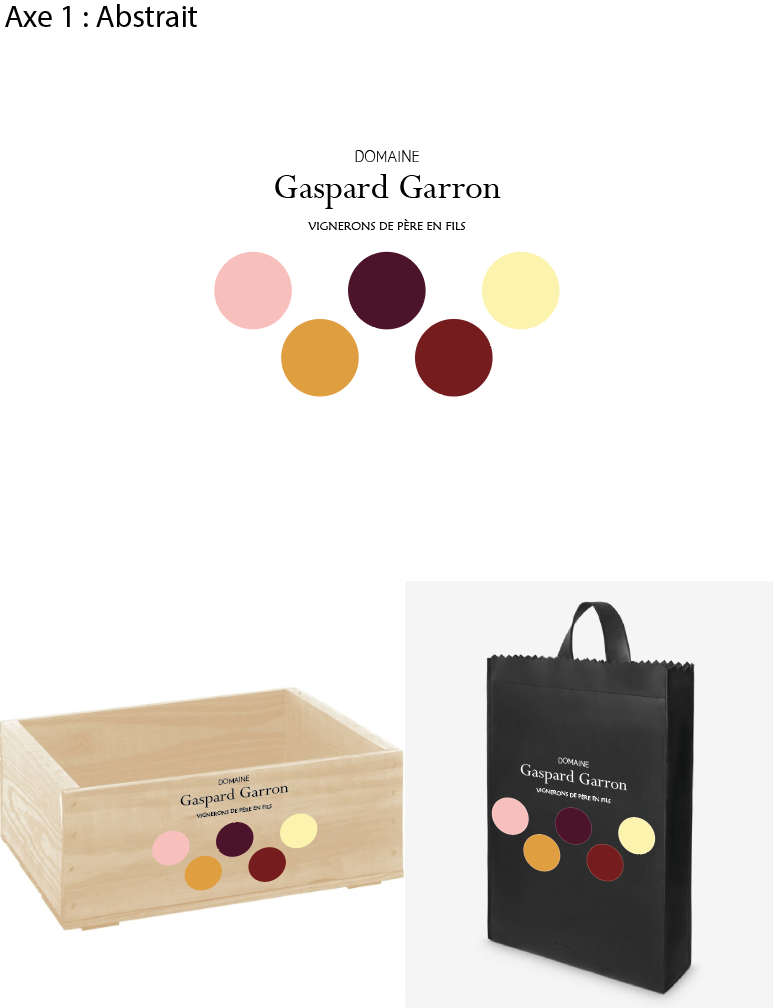 Axe 1 : Abstrait
DOMAINE
Gaspard Garron
VIGNERONS DE PÈRE EN FILS
DOMAINE
Gaspard Garron
VIGNERONS DE PÈRE EN FILS
DOMAINE
Gaspard Garron
VIGNERONS DE PÈRE EN FILS